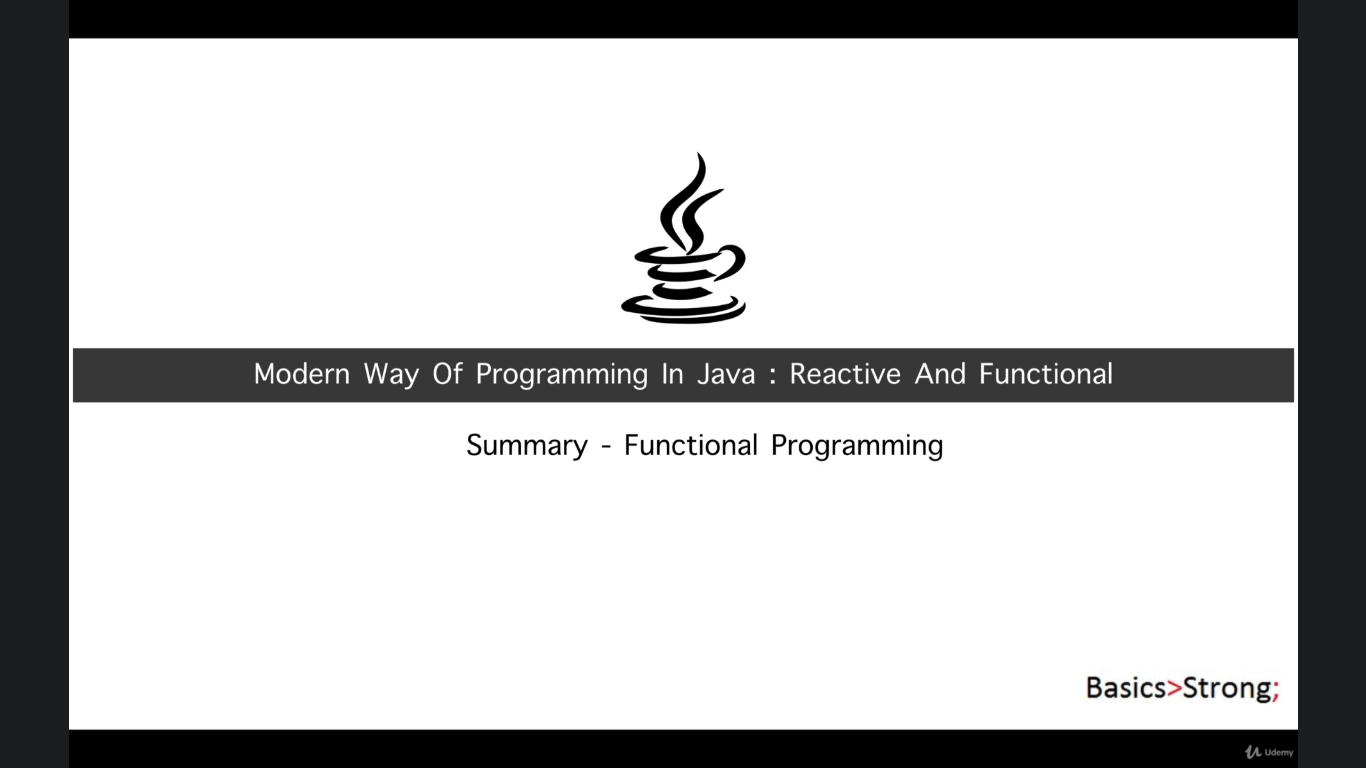 Modern Way Of Programming In Java : Reactive And Functional
Summary - Functional Programming
Basics>Strong;
Udemy